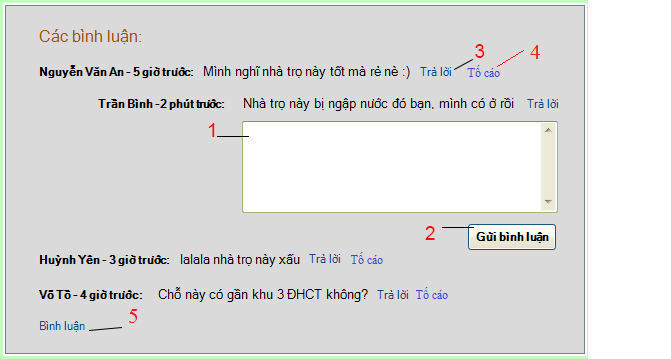 Các bình luận:
3
4
Nguyễn Văn An - 5 giờ trước: Mình nghĩ nhà trọ này tốt mà rẻ nè :) Trả lời Tố cáo
Trần Bình -2 phút trước: Nhà trọ này bị ngập nước đó bạn, mình có ở rồi Trả lời
1
2
Gửi bình luận
Huỳnh Yên - 3 giờ trước: lalala nhà trọ này xấu Trả lời Tố cáo
Võ Tồ - 4 giờ trước: Chỗ này có gần khu 3 ĐHCT không? Trả lời Tố cáo
Bình luận 5